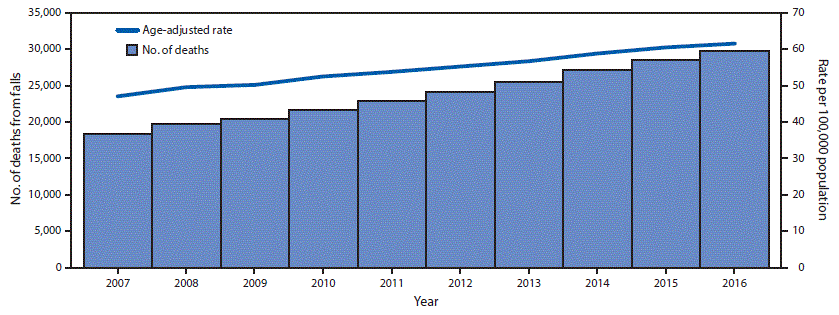 35,000
30,000
25,000
20,000
15,000
10,000
5,000
0
No. of deaths from falls
Age-adjusted rate
No. of deaths
70
60
50
40
30
20
10
0
Rate per 100,000 population
2007 2008 2009 2010 2011 2012 2013 2014 2015 2016
Year